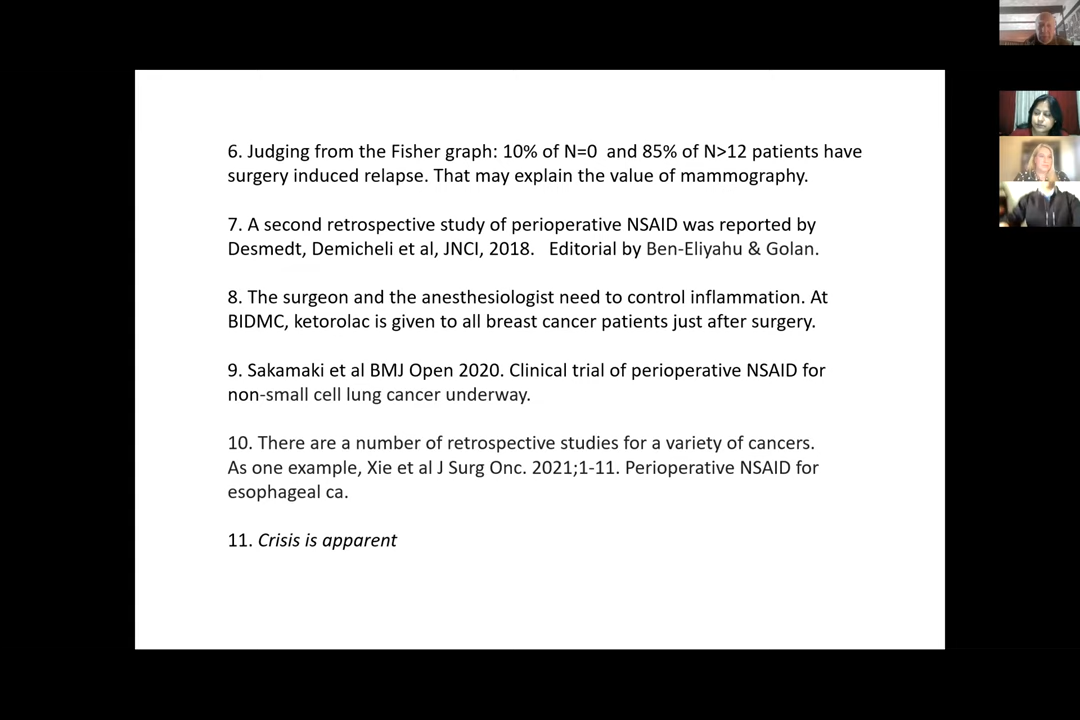 6. Judging from the Fisher graph: 10% of N=0  and 85% of N>12 patients have
surgery induced relapse. That may explain the value of mammography.
7. A second retrospective study of perioperative NSAID was reported by
Desmedt, Demicheli et al, JNCI, 2018.   Editorial by Ben-Eliyahu & Golan.
8. The surgeon and the anesthesiologist need to control inflammation. At
BIDMC, ketorolac is given to all breast cancer patients just after surgery.
9. Sakamaki et al BMJ Open 2020. Clinical trial of perioperative NSAID for
non-small cell lung cancer underway.
10. There are a number of retrospective studies for a variety of cancers.
As one example, Xie et al J Surg Onc. 2021;1-11. Perioperative NSAID for
esophageal ca.
11. Crisis is apparent